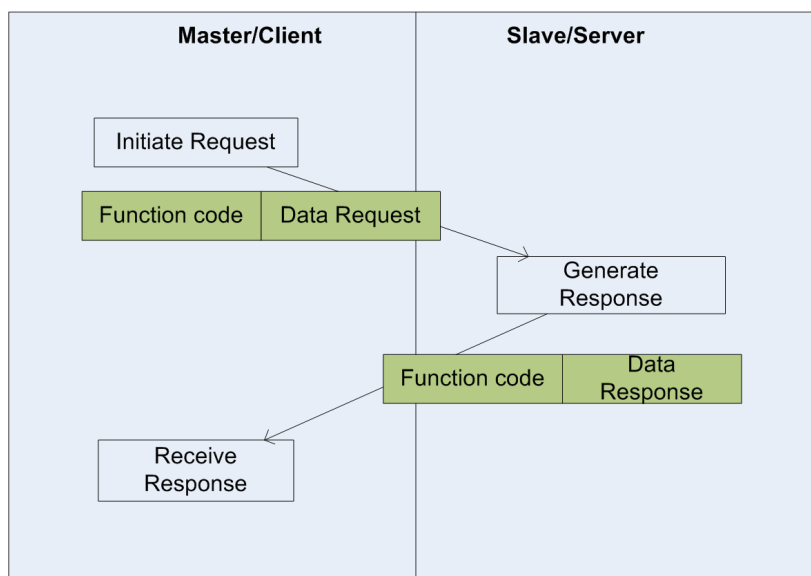 Master/Client
Slave/Server
Initiate Request
Function code
Data Request
Generate
Response
Function code
Data
Response
Receive
Response